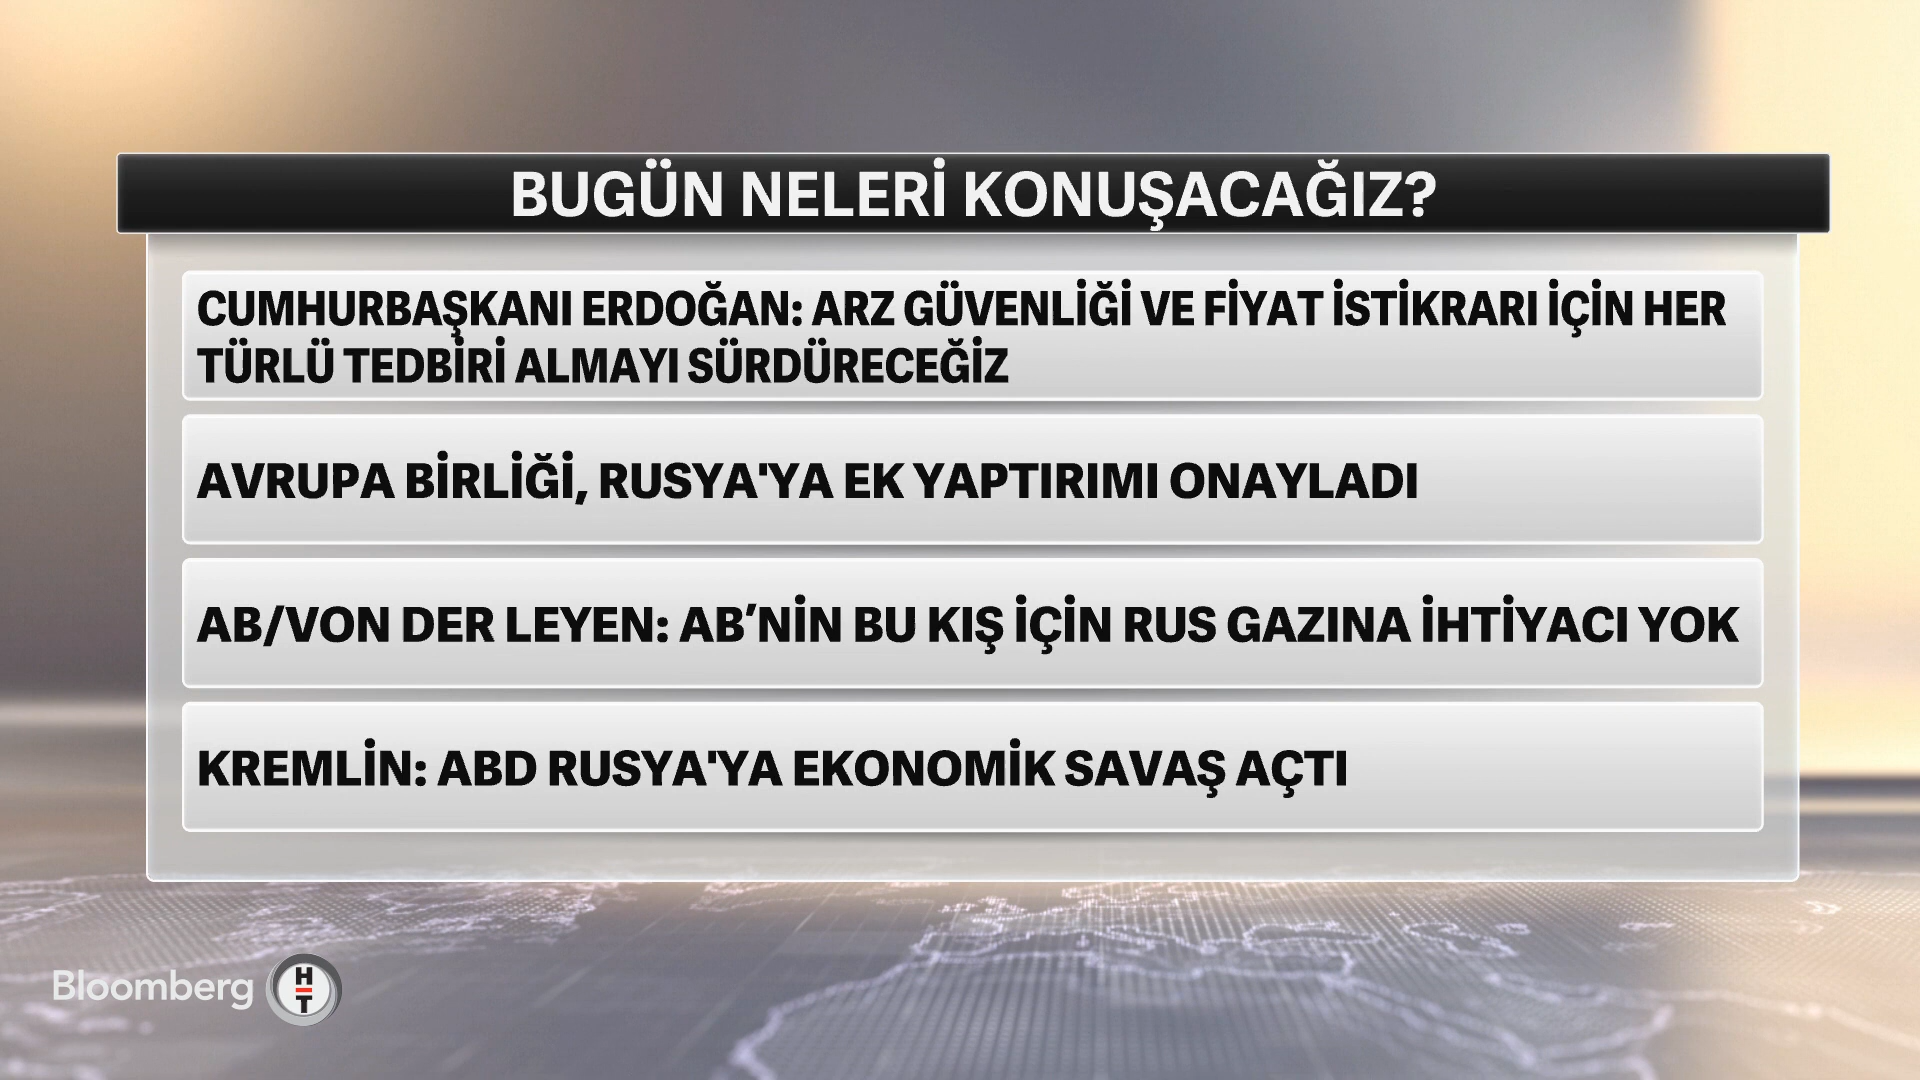 BUGÜN NELERİ KONUŞACAĞIZ?
CUMHURBAŞKANI ERDOĞAN: ARZ GÜVENLİĞİ VE FİYAT İSTİKRARI İÇİN HER
TÜRLÜ TEDBİRİ ALMAYI SÜRDÜRECEĞİZ
AVRUPA BİRLİĞİ, RUSYA'YA EK YAPTIRIMI ONAYLADI
AB/VON DER LEYEN: AB’NİN BU KIŞ İÇİN RUS GAZINA İHTİYACI YOK
KREMLİN: ABD RUSYA'YA EKONOMİK SAVAŞ AÇTI
Bloomberg HT